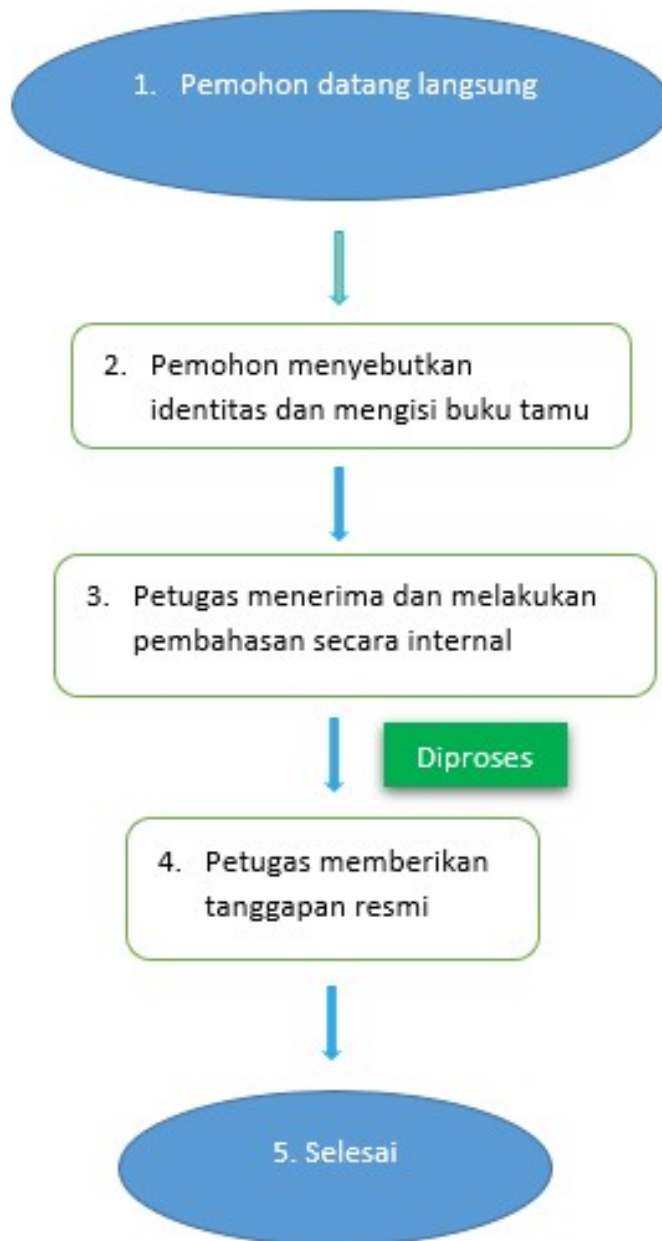 1. Pemohon datang langsung
2. Pemohon menyebutkan
identitas dan mengisi buku tamu
3. Petugas menerima dan melakukan
pembahasan secara internal
Diproses
4. Petugas memberikan
tanggapan resmi
5. Selesai